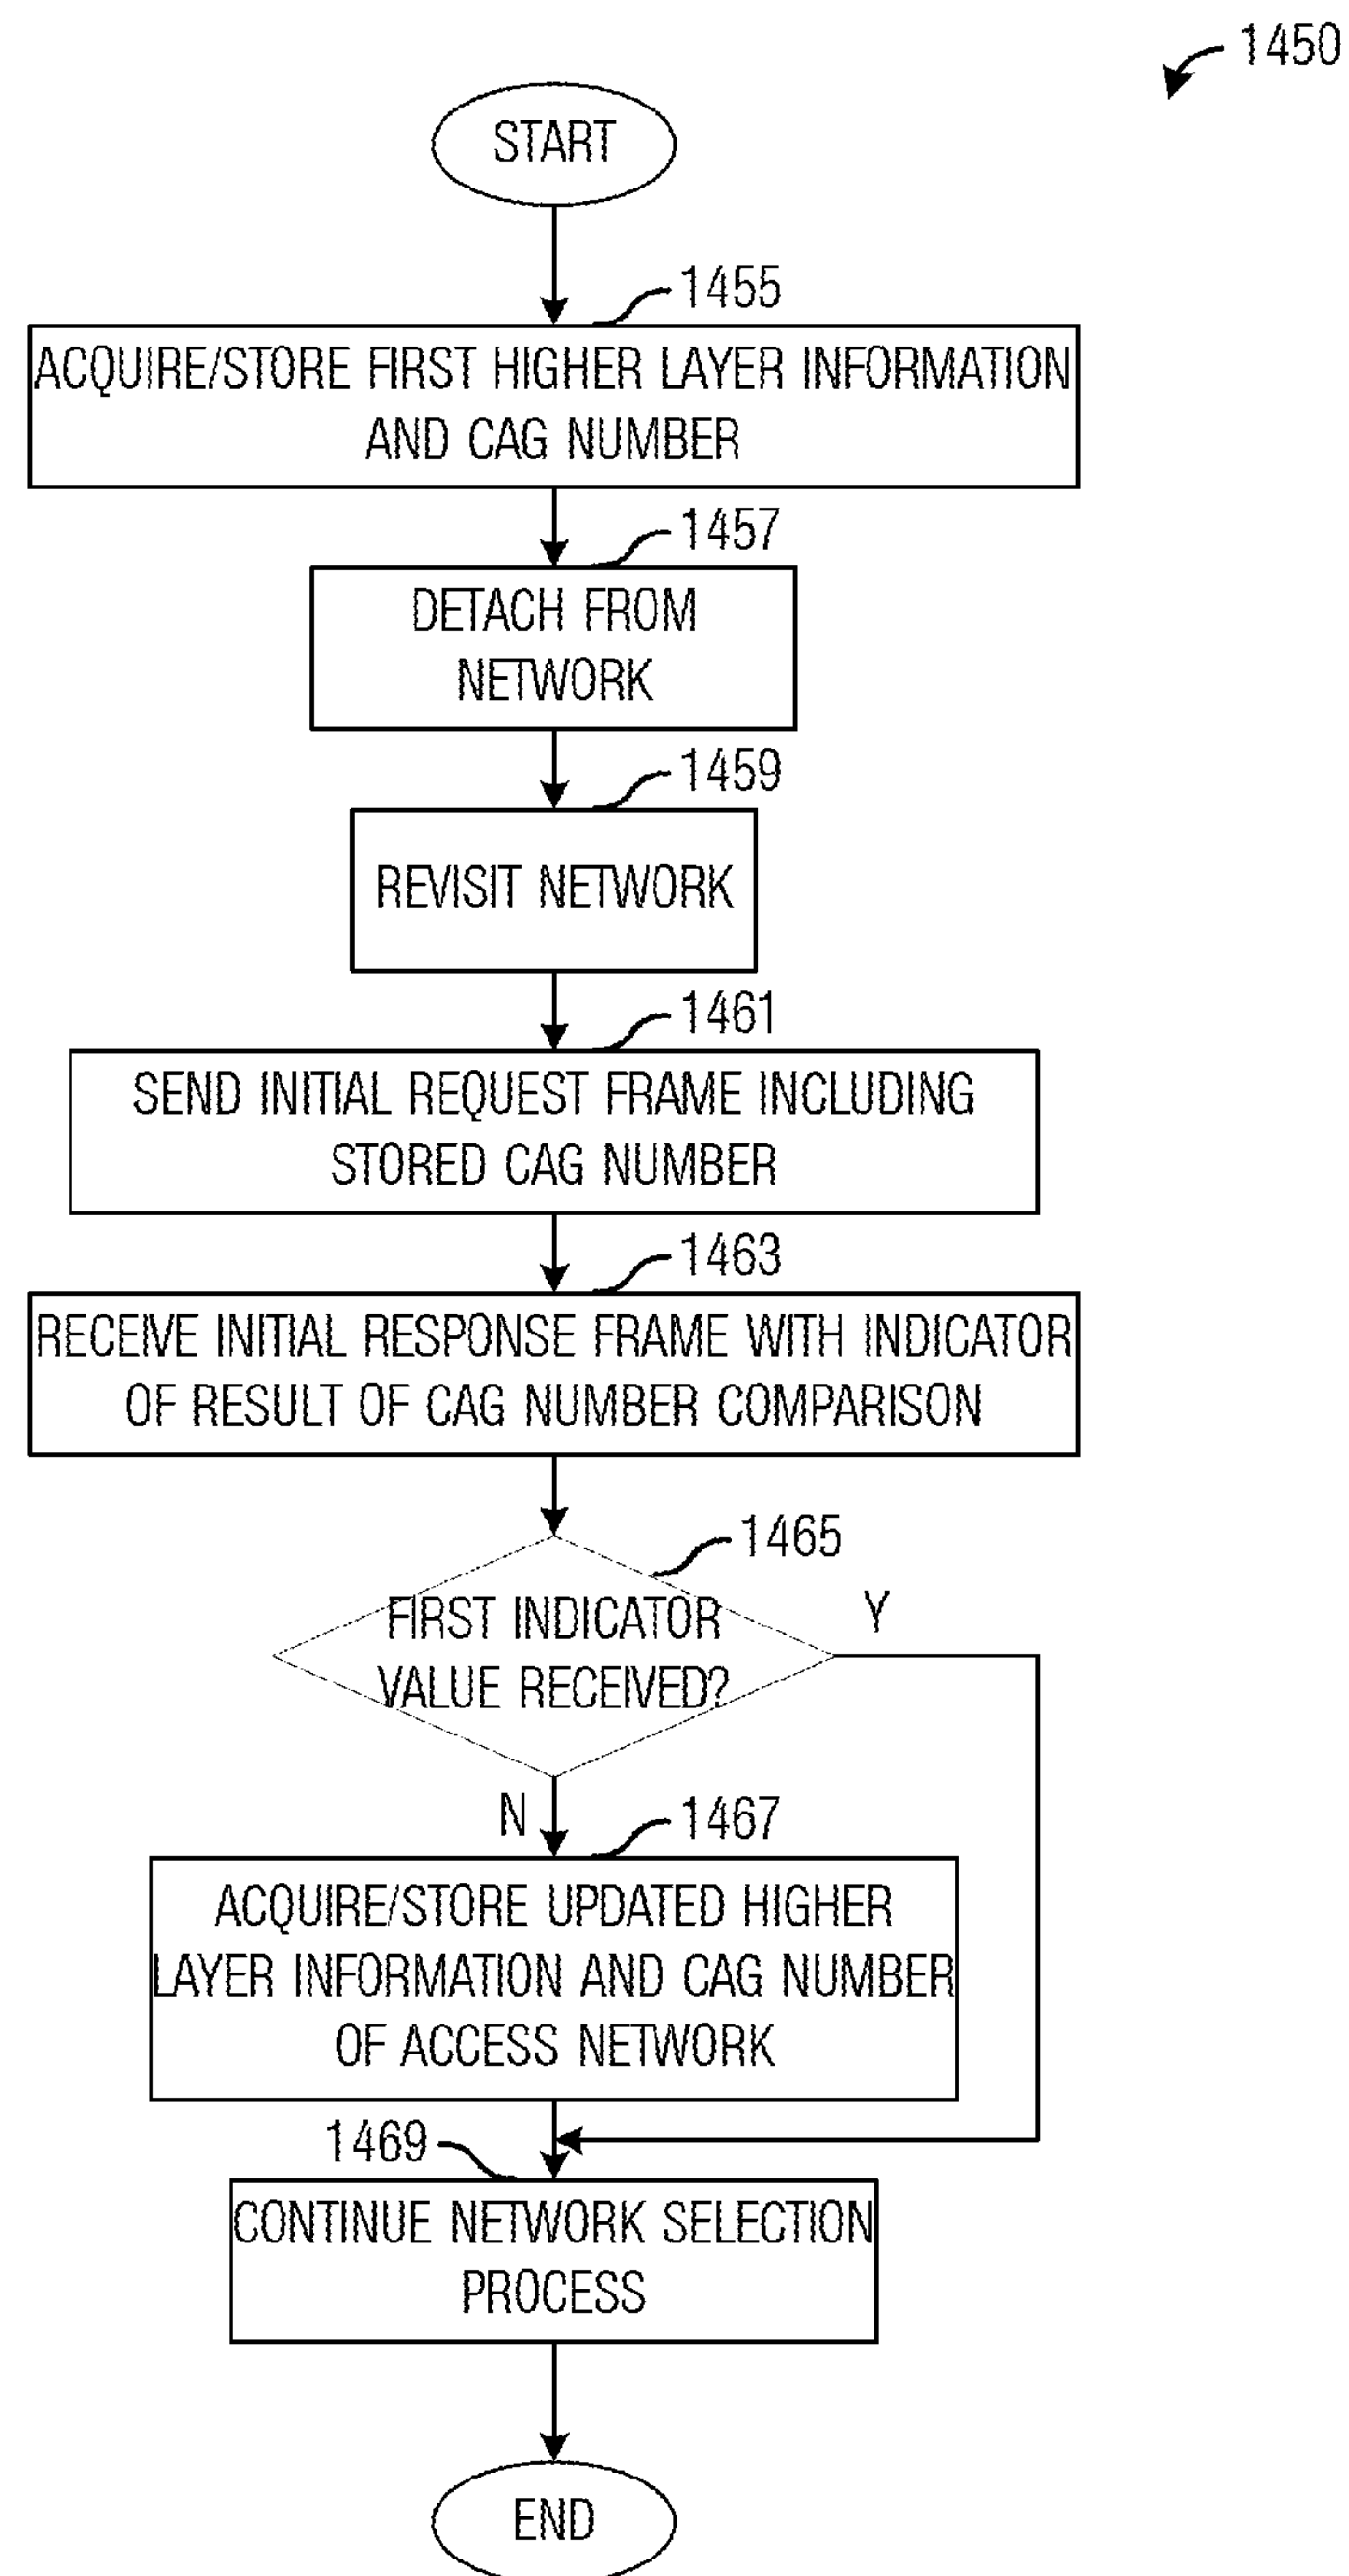 1450
START
1455
ACQUIRE/STORE FIRST HIGHER LAYER INFORMATION
AND CAG NUMBER
1457
DETACH FROM
NETWORK
1459
REVISIT NETWORK
1461
SEND INITIAL REQUEST FRAME INCLUDING
STORED CAG NUMBER
1463
RECEIVE INITIAL RESPONSE FRAME WITH INDICATOR
OF RESULT OF CAG NUMBER COMPARISON
1465
FIRST INDICATOR
VALUE RECEIVED?
Y
N
1467
ACQUIRE/STORE UPDATED HIGHER
LAYER INFORMATION AND CAG NUMBER
OF ACCESS NETWORK
1469
CONTINUE NETWORK SELECTION
PROCESS
END